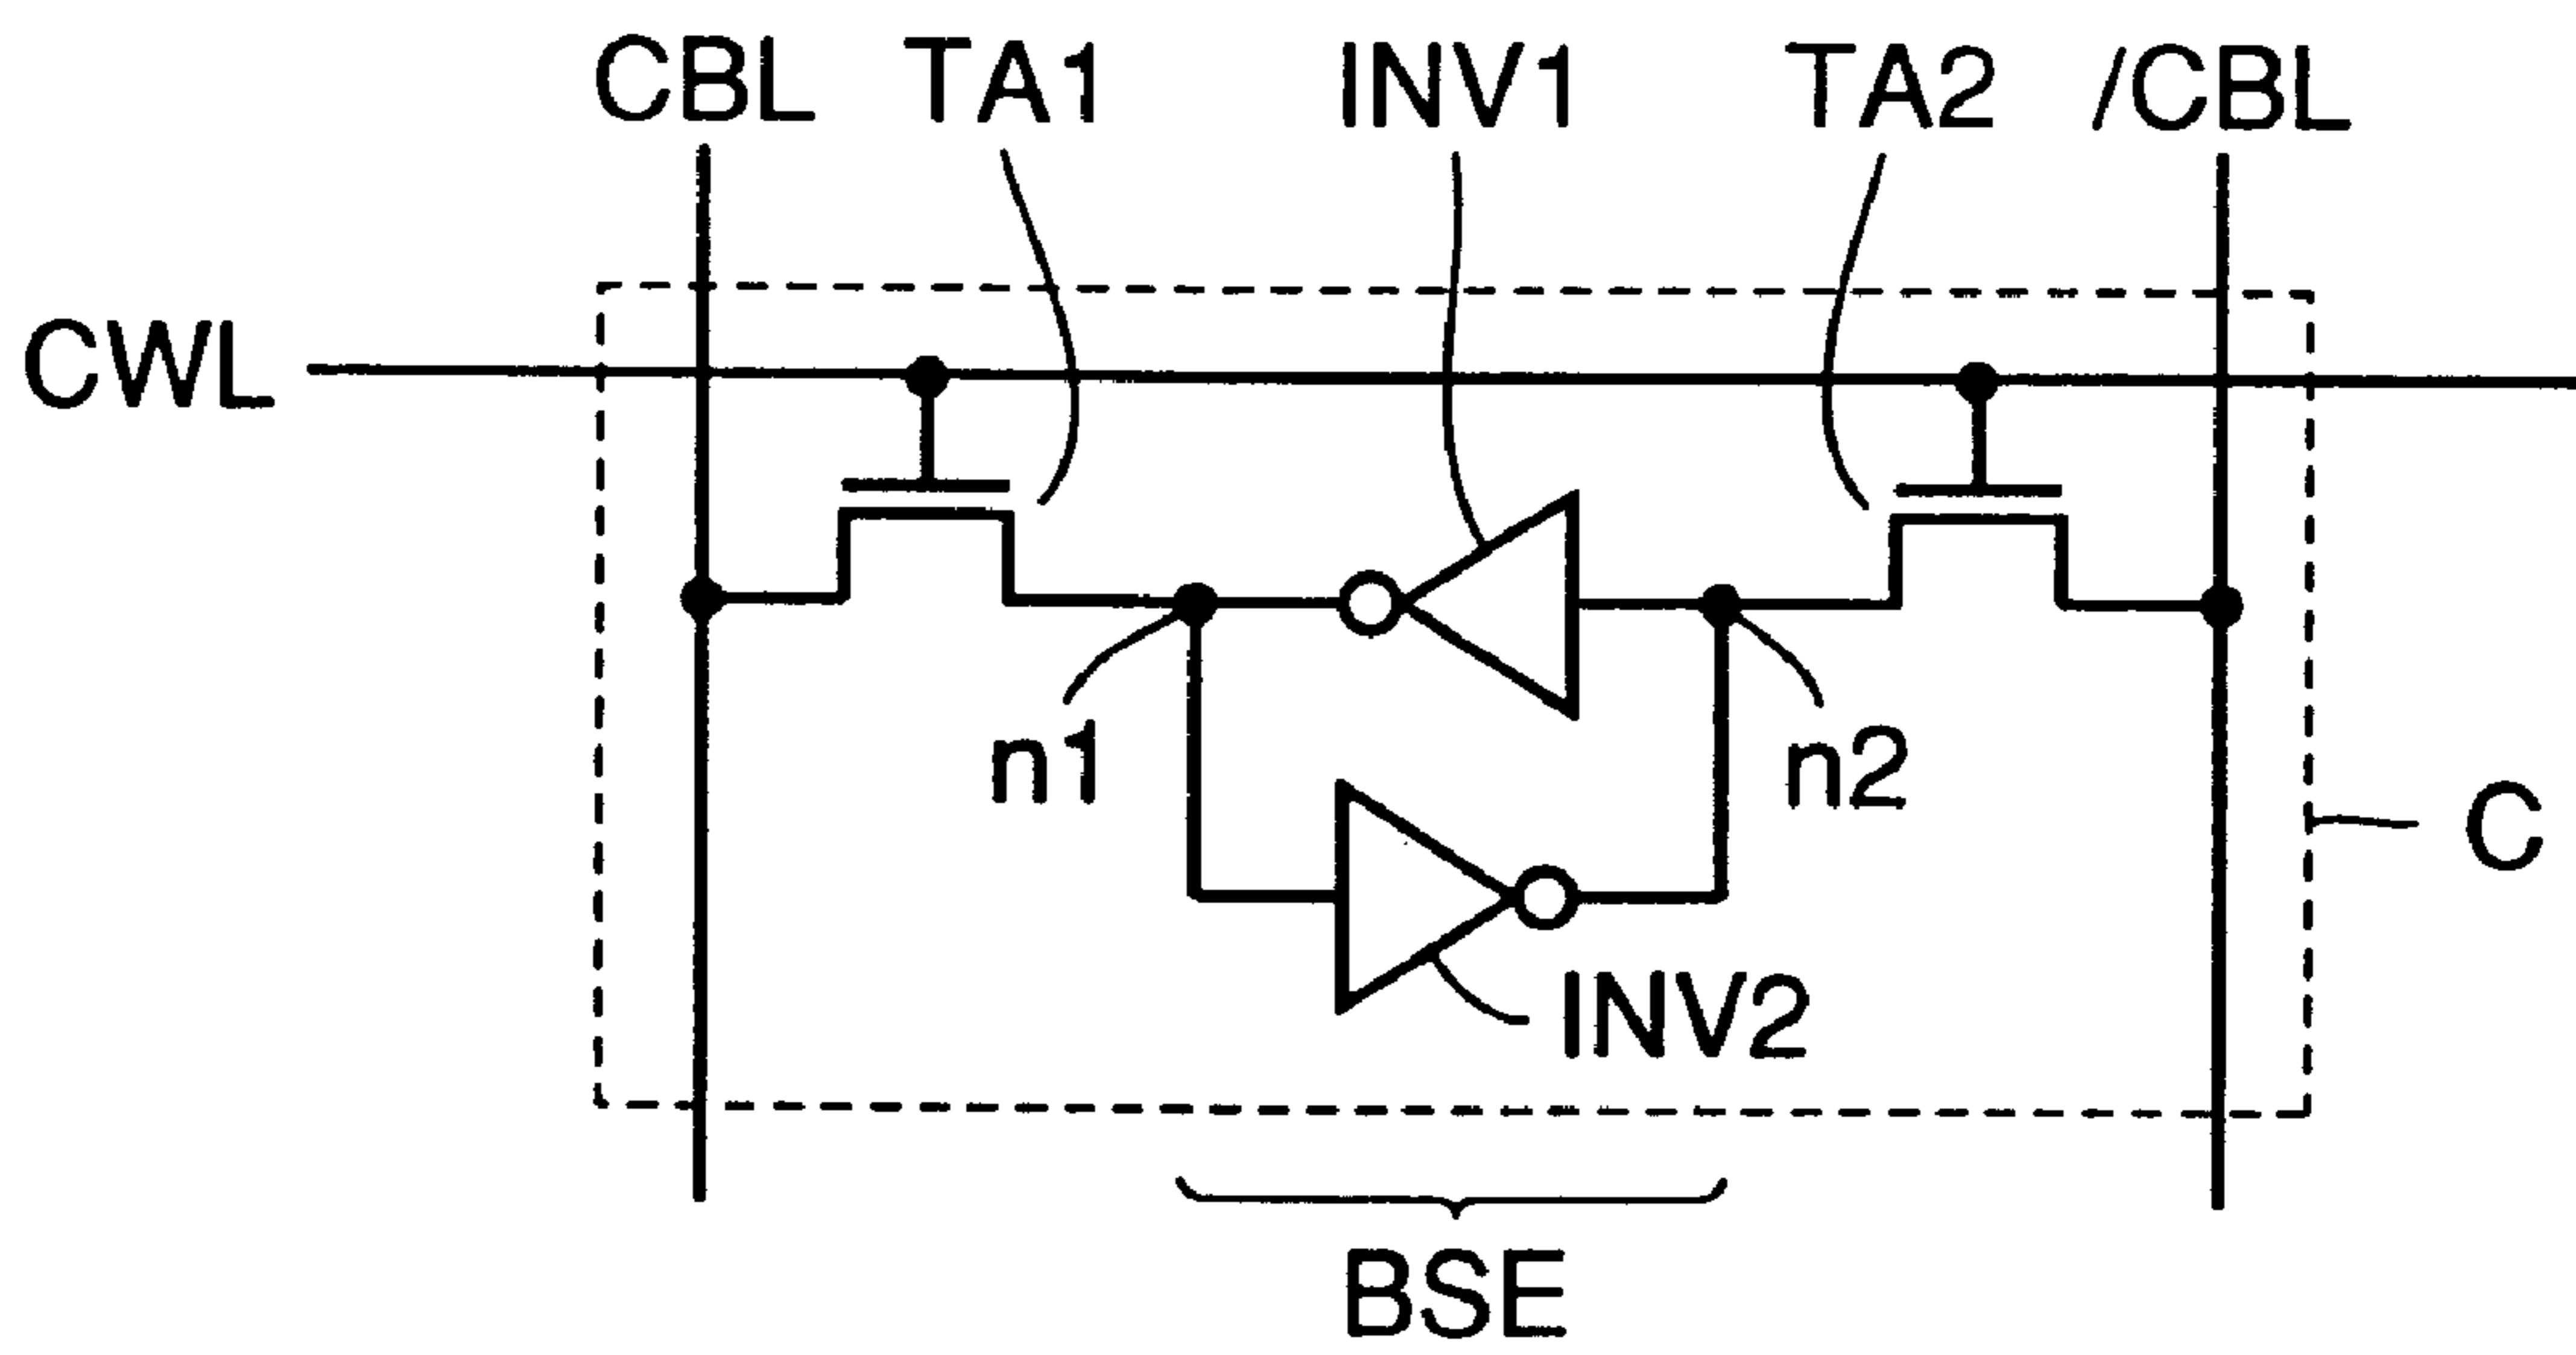 CBL TA1 INV1 TA2 /CBL
CWL
n1 n2
C
INV2
BSE